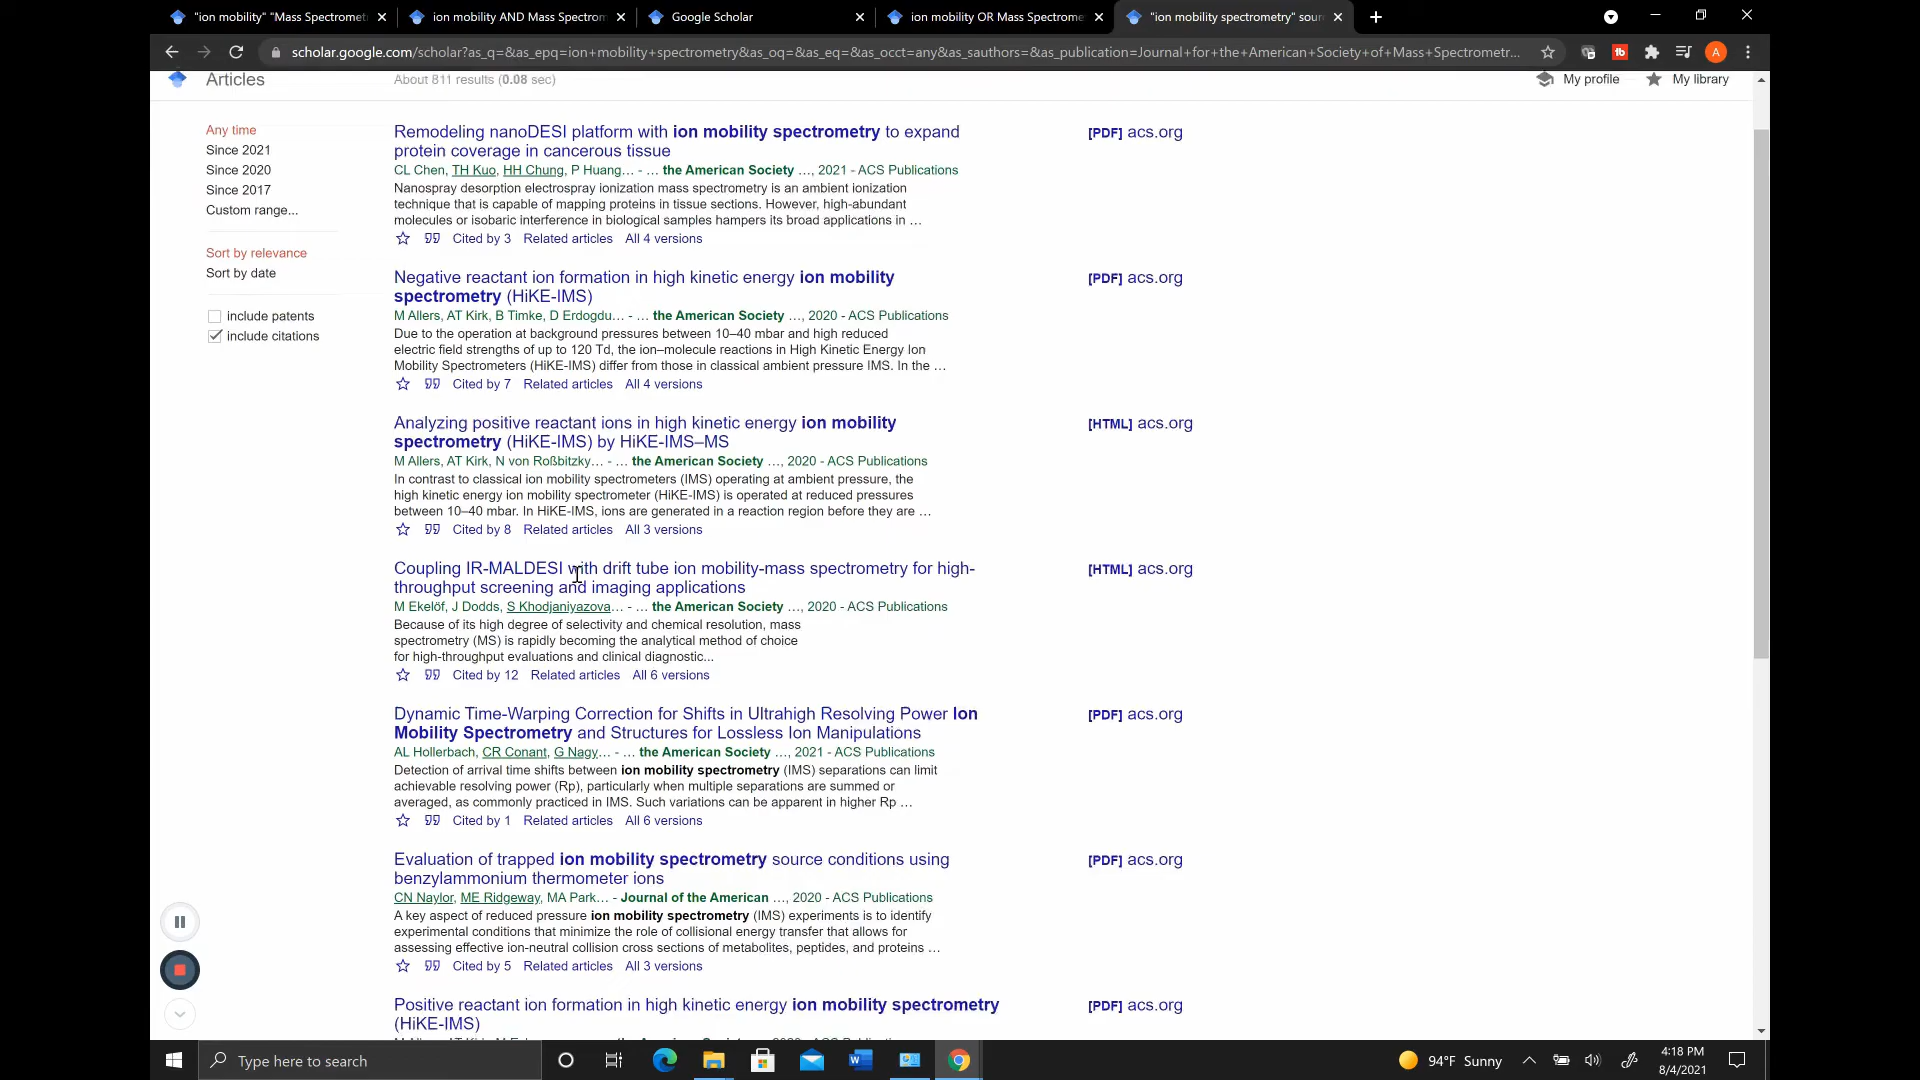 "ion mobility" "Mass Spectromet
ion mobility AND Mass Spectrom
Google Scholar
ion mobility OR Mass Spectrome
"ion mobility spectrometry" sour
scholar.google.com/scholar?as_q=&as_epq=ion+mobility+spectrometry&as_oq=&as_eq=&as_occt=any&as_sauthors=&as_publication=Journal+for+the+American+Society+of+Mass+Spectrometr...
A
Articles
About 811 results (0.08 sec)
My profile
My library
Any time
Since 2021
Since 2020
Since 2017
Custom range...
Sort by relevance
Sort by date
include patents
include citations
Remodeling nanoDESI platform with ion mobility spectrometry to expand
protein coverage in cancerous tissue
[PDF] acs.org
CL Chen, TH Kuo, HH Chung, P Huang… - … the American Society …, 2021 - ACS Publications
Nanospray desorption electrospray ionization mass spectrometry is an ambient ionization
technique that is capable of mapping proteins in tissue sections. However, high-abundant
molecules or isobaric interference in biological samples hampers its broad applications in …
Cited by 3 Related articles All 4 versions
Negative reactant ion formation in high kinetic energy ion mobility
spectrometry (HiKE-IMS)
[PDF] acs.org
M Allers, AT Kirk, B Timke, D Erdogdu… - … the American Society …, 2020 - ACS Publications
Due to the operation at background pressures between 10–40 mbar and high reduced
electric field strengths of up to 120 Td, the ion–molecule reactions in High Kinetic Energy Ion
Mobility Spectrometers (HiKE-IMS) differ from those in classical ambient pressure IMS. In the …
Cited by 7 Related articles All 4 versions
Analyzing positive reactant ions in high kinetic energy ion mobility
spectrometry (HiKE-IMS) by HiKE-IMS–MS
[HTML] acs.org
M Allers, AT Kirk, N von Roßbitzky… - … the American Society …, 2020 - ACS Publications
In contrast to classical ion mobility spectrometers (IMS) operating at ambient pressure, the
high kinetic energy ion mobility spectrometer (HiKE-IMS) is operated at reduced pressures
between 10–40 mbar. In HiKE-IMS, ions are generated in a reaction region before they are …
Cited by 8 Related articles All 3 versions
Coupling IR-MALDESI with drift tube ion mobility-mass spectrometry for high-
throughput screening and imaging applications
[HTML] acs.org
M Ekelöf, J Dodds, S Khodjaniyazova… - … the American Society …, 2020 - ACS Publications
Because of its high degree of selectivity and chemical resolution, mass
spectrometry (MS) is rapidly becoming the analytical method of choice
for high-throughput evaluations and clinical diagnostic...
Cited by 12 Related articles All 6 versions
Dynamic Time-Warping Correction for Shifts in Ultrahigh Resolving Power Ion
Mobility Spectrometry and Structures for Lossless Ion Manipulations
[PDF] acs.org
AL Hollerbach, CR Conant, G Nagy… - … the American Society …, 2021 - ACS Publications
Detection of arrival time shifts between ion mobility spectrometry (IMS) separations can limit
achievable resolving power (Rp), particularly when multiple separations are summed or
averaged, as commonly practiced in IMS. Such variations can be apparent in higher Rp …
Cited by 1 Related articles All 6 versions
Evaluation of trapped ion mobility spectrometry source conditions using
benzylammonium thermometer ions
[PDF] acs.org
CN Naylor, ME Ridgeway, MA Park… - Journal of the American …, 2020 - ACS Publications
A key aspect of reduced pressure ion mobility spectrometry (IMS) experiments is to identify
experimental conditions that minimize the role of collisional energy transfer that allows for
assessing effective ion-neutral collision cross sections of metabolites, peptides, and proteins …
Cited by 5 Related articles All 3 versions
Positive reactant ion formation in high kinetic energy ion mobility spectrometry
(HiKE-IMS)
[PDF] acs.org
Type here to search
94°F Sunny
4:18 PM
8/4/2021